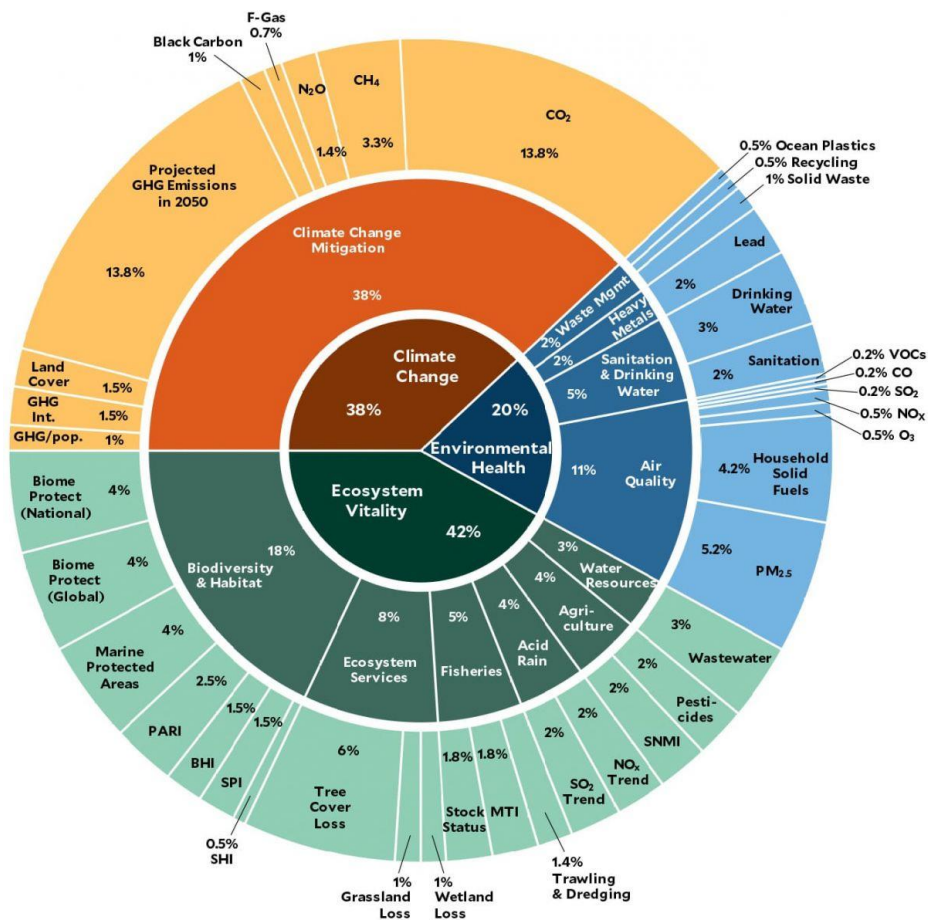 F-Gas
0.7%
Black Carbon
1%
N₂O
1.4%
CH₄
3.3%
CO₂
13.8%
Projected
GHG Emissions
in 2050
13.8%
Land
Cover
1.5%
GHG
Int.
1.5%
GHG/pop.
1%
0.5% Ocean Plastics
0.5% Recycling
1% Solid Waste
Lead
2%
Drinking
Water
3%
Sanitation
2%
0.2% VOCs
0.2% CO
0.2% SO₂
0.5% NOₓ
0.5% O₃
Household
Solid
Fuels
4.2%
5.2%
PM₂.₅
Climate Change
Mitigation
38%
Waste Mgmt
2%
Heavy
Metals
2%
Sanitation
& Drinking
Water
5%
11%
Air
Quality
Climate
Change
38%
20%
Environmental
Health
Ecosystem
Vitality
42%
18%
Biodiversity
& Habitat
8%
Ecosystem
Services
5%
Fisheries
4%
Acid
Rain
4%
Agri-
culture
3%
Water
Resources
Biome
Protect
(National)
4%
Biome
Protect
(Global)
4%
Marine
Protected
Areas
4%
2.5%
PARI
1.5%
BHI
1.5%
SPI
0.5%
SHI
6%
Tree
Cover
Loss
1%
Grassland
Loss
1%
Wetland
Loss
1.8%
Stock
Status
1.8%
MTI
1.4%
Trawling
& Dredging
2%
SO₂
Trend
2%
NOₓ
Trend
2%
SNMI
2%
Pesti-
cides
3%
Wastewater